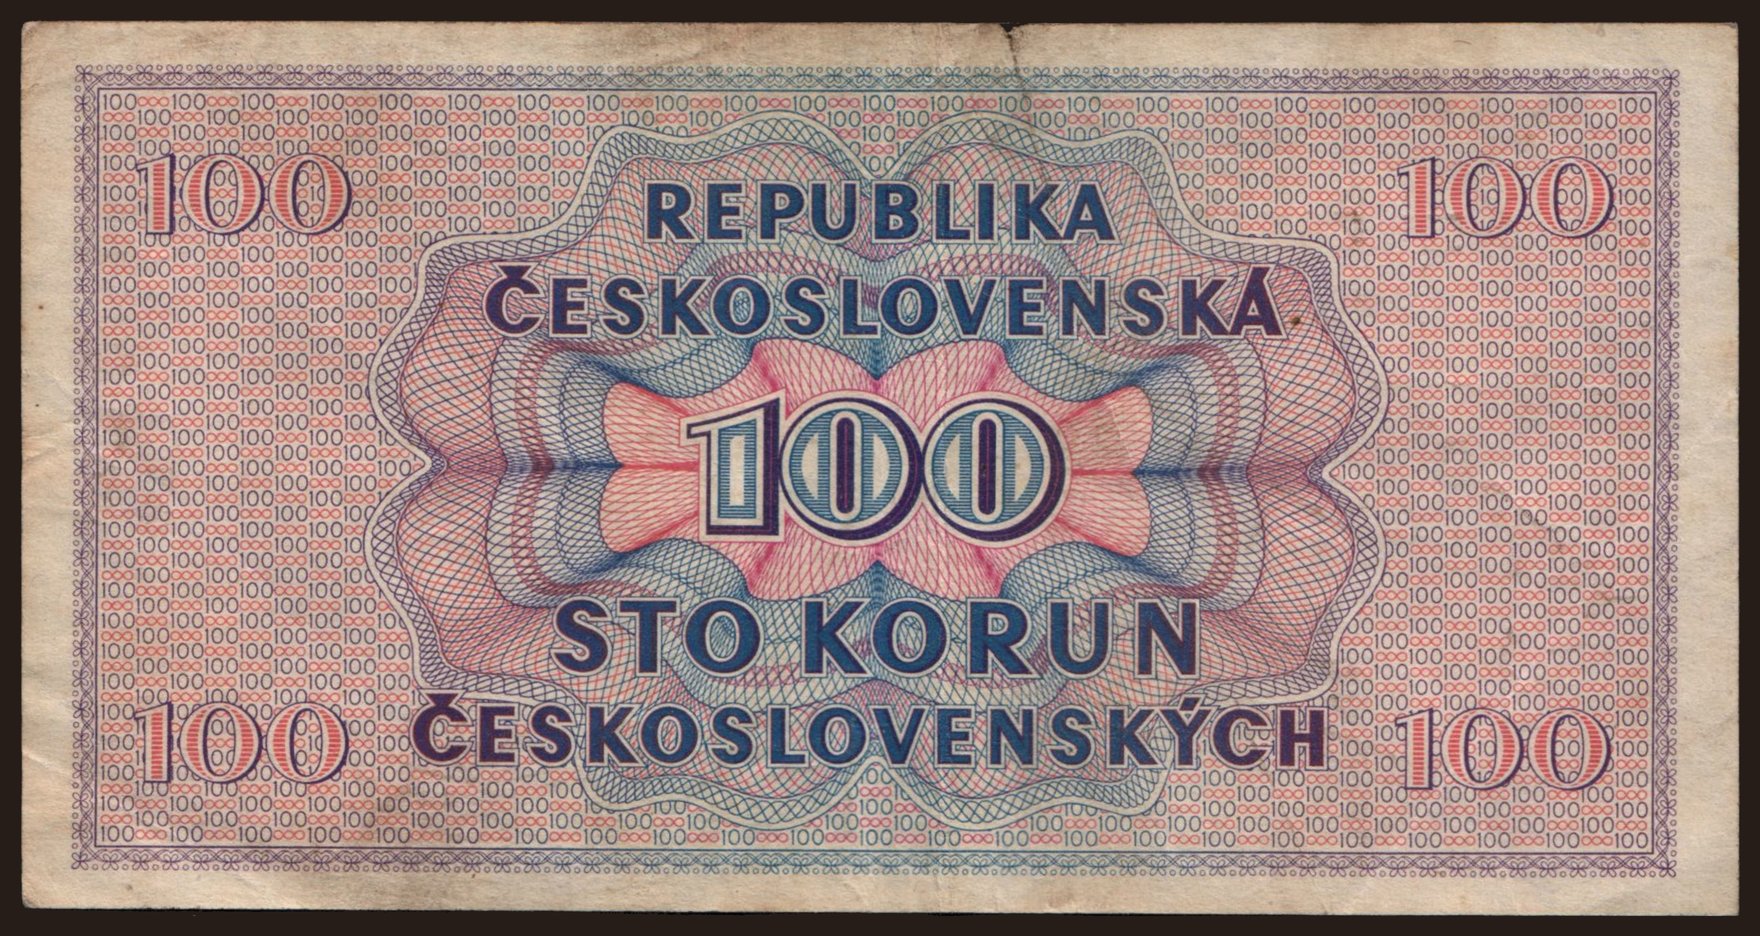 100 100
REPUBLIKA
ČESKOSLOVENSKÁ
100
STO KORUN
ČESKOSLOVENSKÝCH
100 100